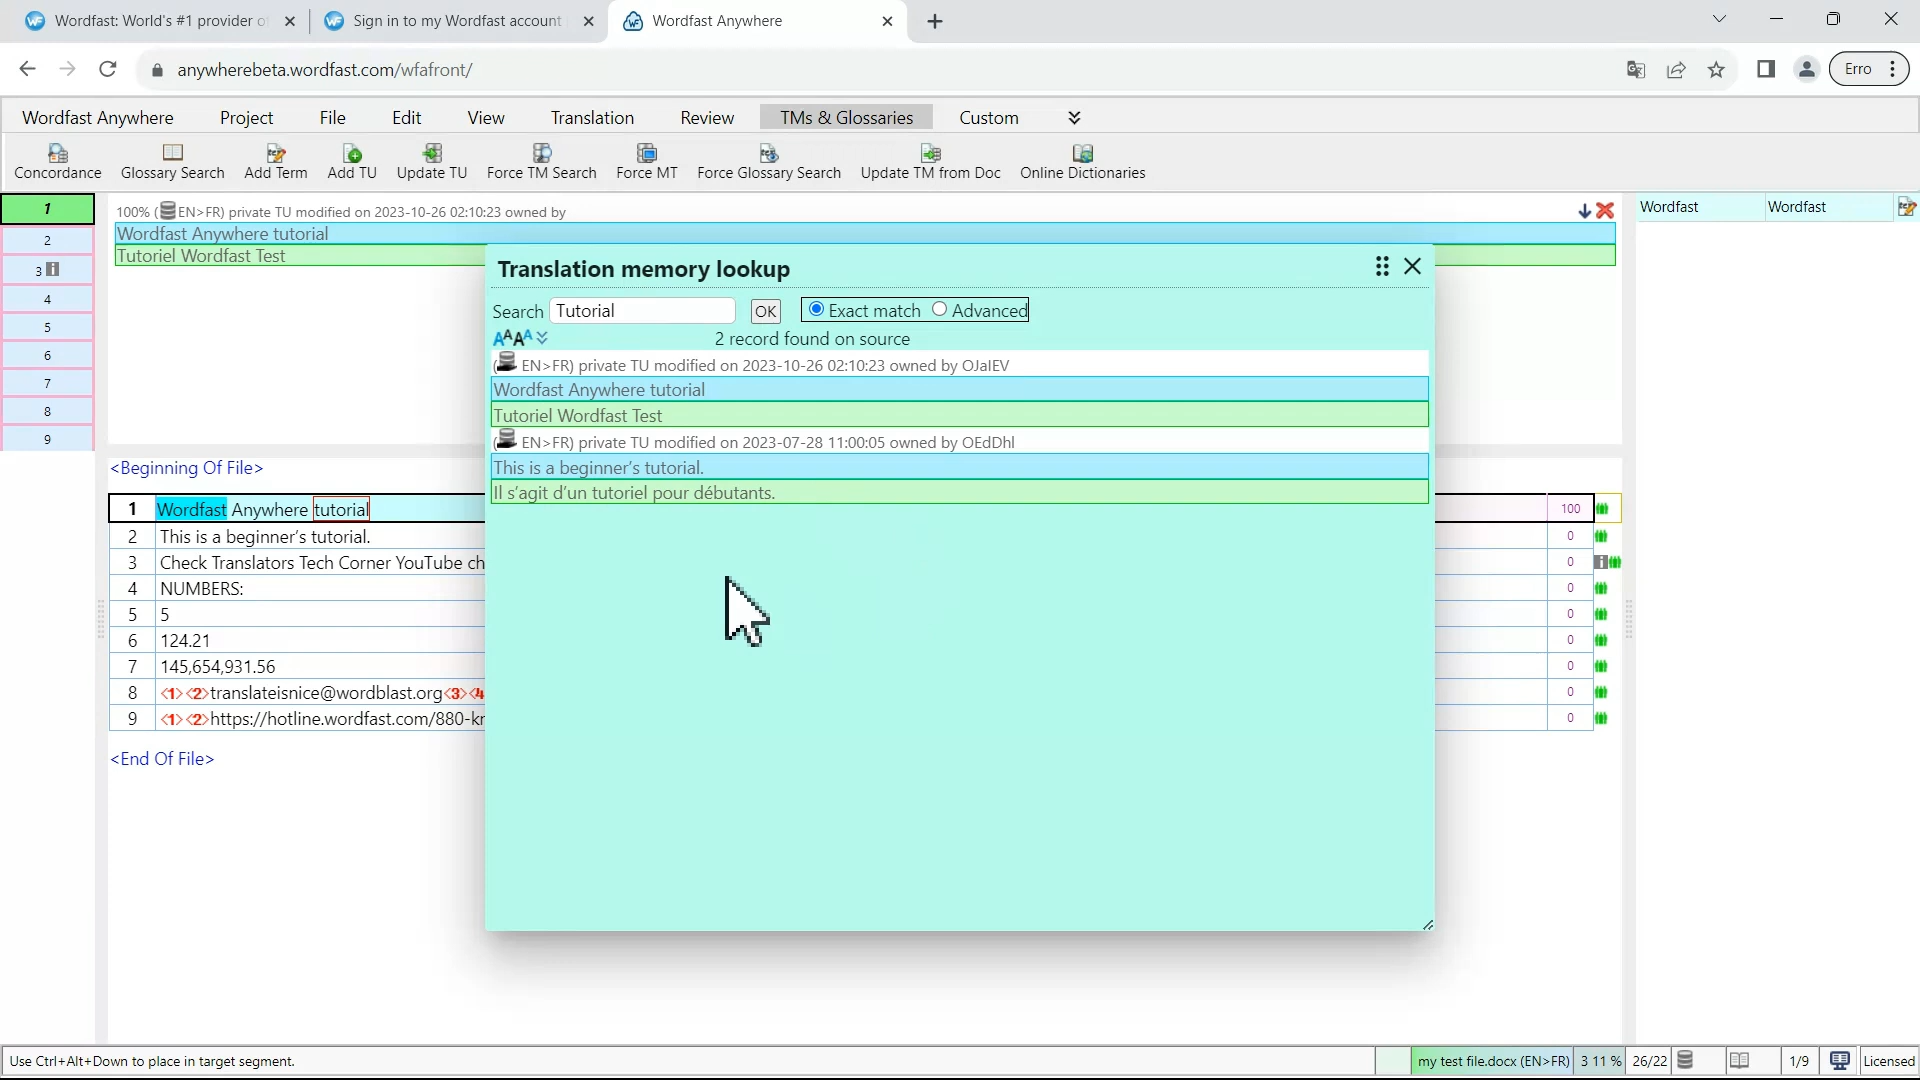 Wordfast: World's #1 provider o
Sign in to my Wordfast account
Wordfast Anywhere
anywherebeta.wordfast.com/wfafront/
Erro
Wordfast Anywhere Project File Edit View Translation Review TMs & Glossaries Custom
Concordance Glossary Search Add Term Add TU Update TU Force TM Search Force MT Force Glossary Search Update TM from Doc Online Dictionaries
1
2
3
4
5
6
7
8
9
100% ( EN>FR) private TU modified on 2023-10-26 02:10:23 owned by
Wordfast Anywhere tutorial
Tutoriel Wordfast Test
Wordfast Wordfast
Translation memory lookup
Search Tutorial OK Exact match Advanced
AAAA 2 record found on source
( EN>FR) private TU modified on 2023-10-26 02:10:23 owned by OJalEV
Wordfast Anywhere tutorial
Tutoriel Wordfast Test
( EN>FR) private TU modified on 2023-07-28 11:00:05 owned by OEdDhl
This is a beginner's tutorial.
Il s'agit d'un tutoriel pour débutants.
<Beginning Of File>
1 Wordfast Anywhere tutorial 100
2 This is a beginner's tutorial. 0
3 Check Translators Tech Corner YouTube ch 0
4 NUMBERS: 0
5 5 0
6 124.21 0
7 145,654,931.56 0
8 <1><2>translateisnice@wordblast.org<3><4 0
9 <1><2>https://hotline.wordfast.com/880-kr 0
<End Of File>
Use Ctrl+Alt+Down to place in target segment.
my test file.docx (EN>FR) 3 11 % 26/22 1/9 Licensed